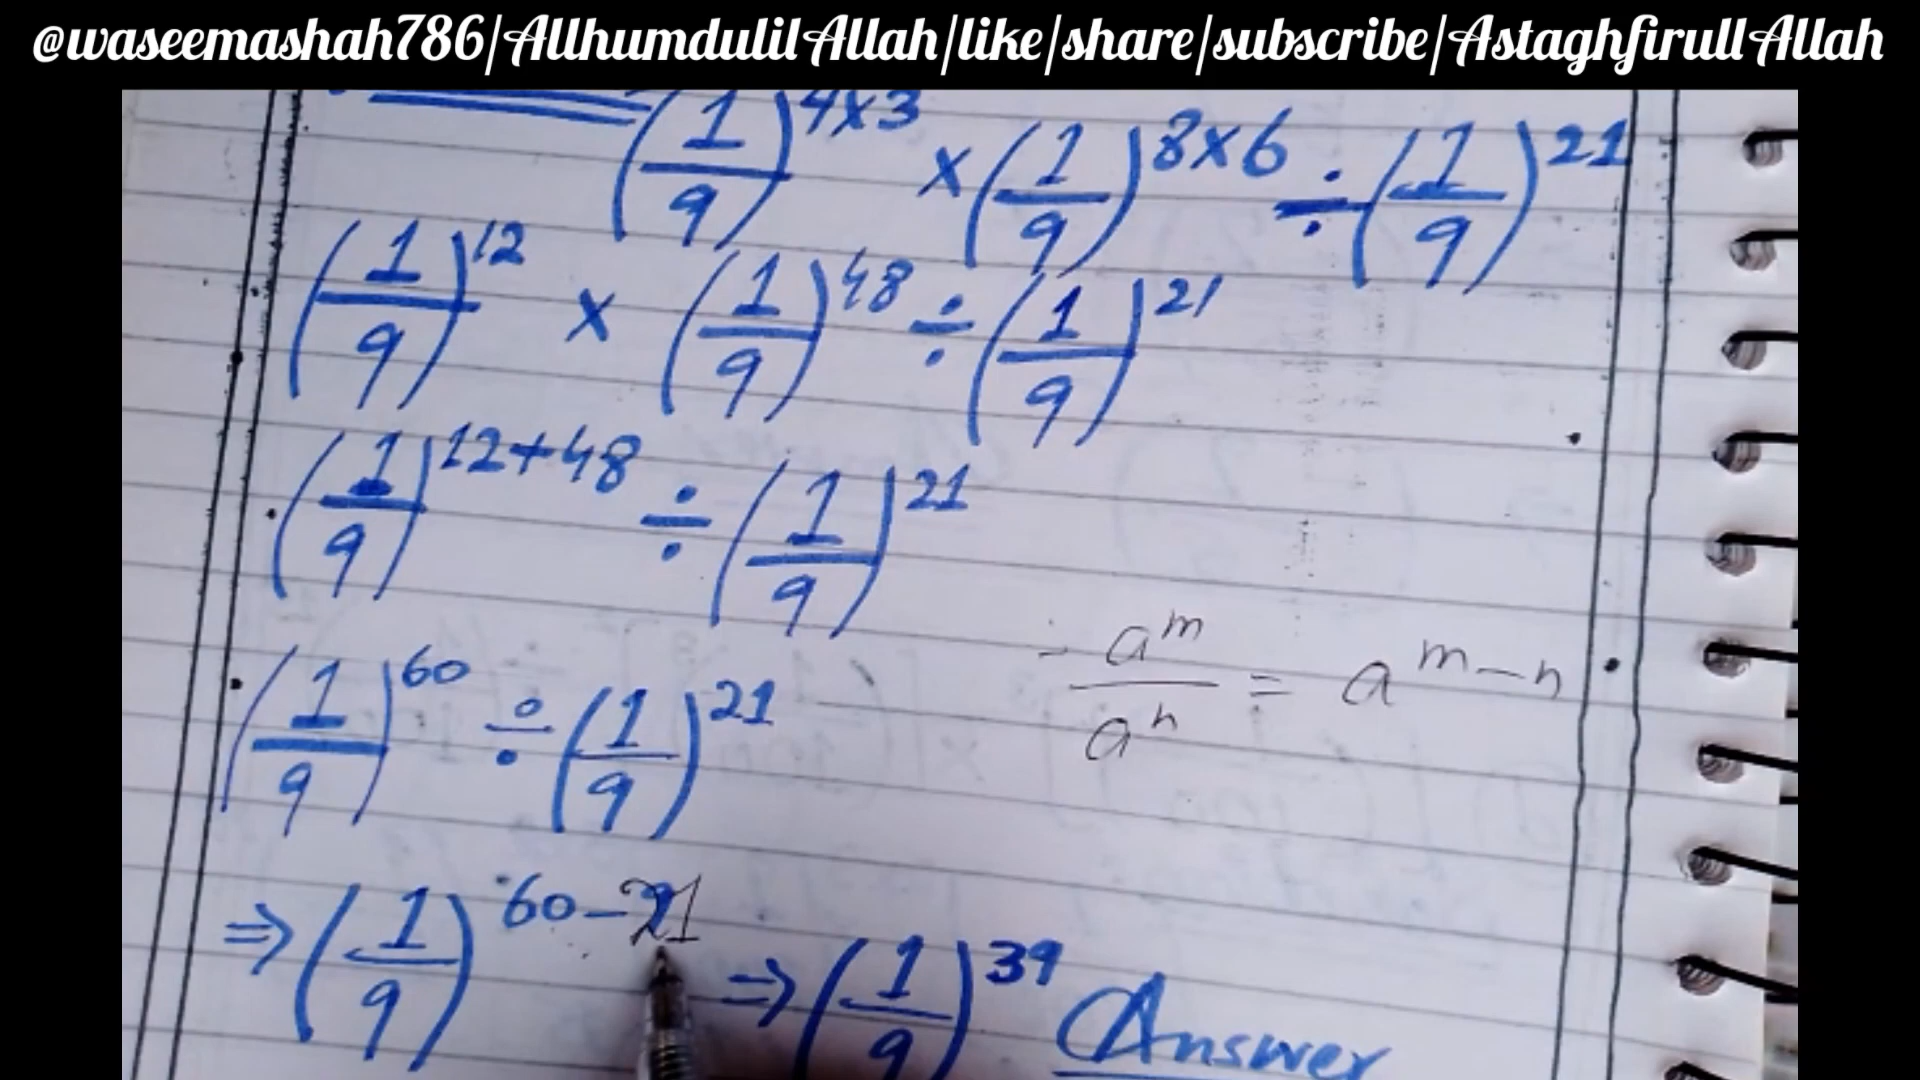 @waseemashah786/AllhumdulilAllah/like/share/subscribe/AstaghfirullAllah
(1/9)^4x3 x (1/9)^8x6 ÷ (1/9)^21
(1/9)^12 x (1/9)^48 ÷ (1/9)^21
(1/9)^12+48 ÷ (1/9)^21
a^m/a^n = a^m-n
(1/9)^60 ÷ (1/9)^21
⇒ (1/9)^60-21 ⇒ (1/9)^39 Answer